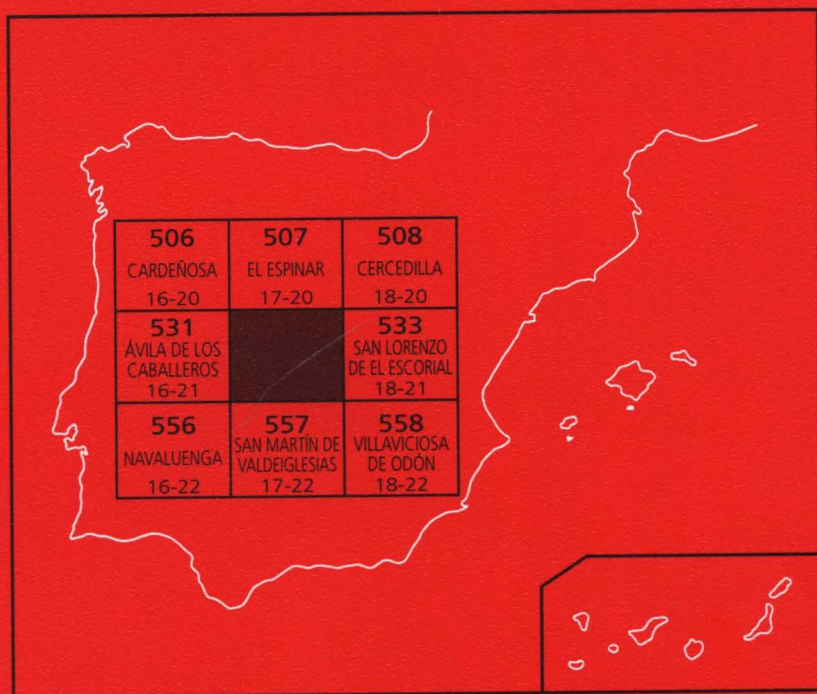 506
CARDEÑOSA
16-20
507
EL ESPINAR
17-20
508
CERCEDILLA
18-20
531
ÁVILA DE LOS
CABALLEROS
16-21
533
SAN LORENZO
DE EL ESCORIAL
18-21
556
NAVALUENGA
16-22
557
SAN MARTÍN DE
VALDEIGLESIAS
17-22
558
VILLAVICIOSA
DE ODÓN
18-22